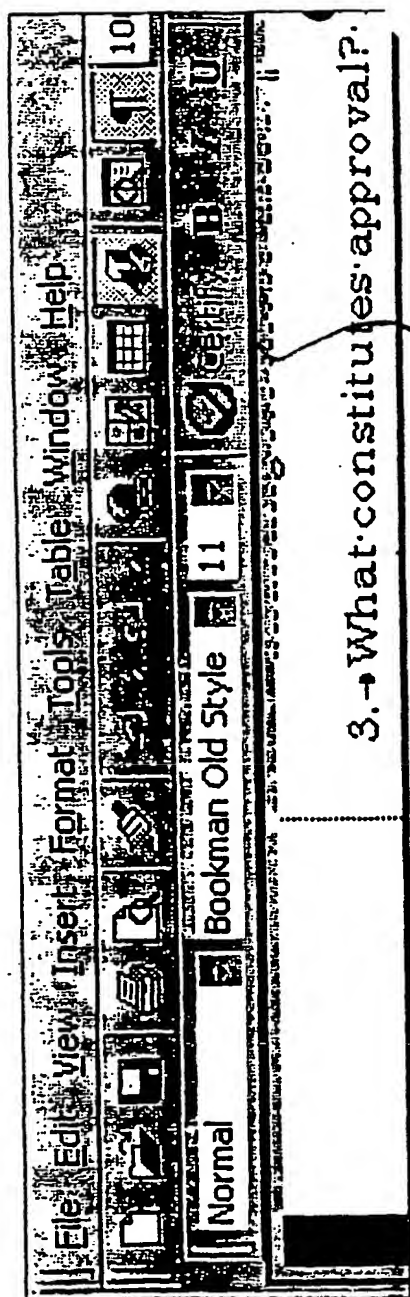 File Edit View Insert Format Tools Table Window Help
10
¶
Normal Bookman Old Style 11 Certify B I U
3.→What·constitutes·approval?·